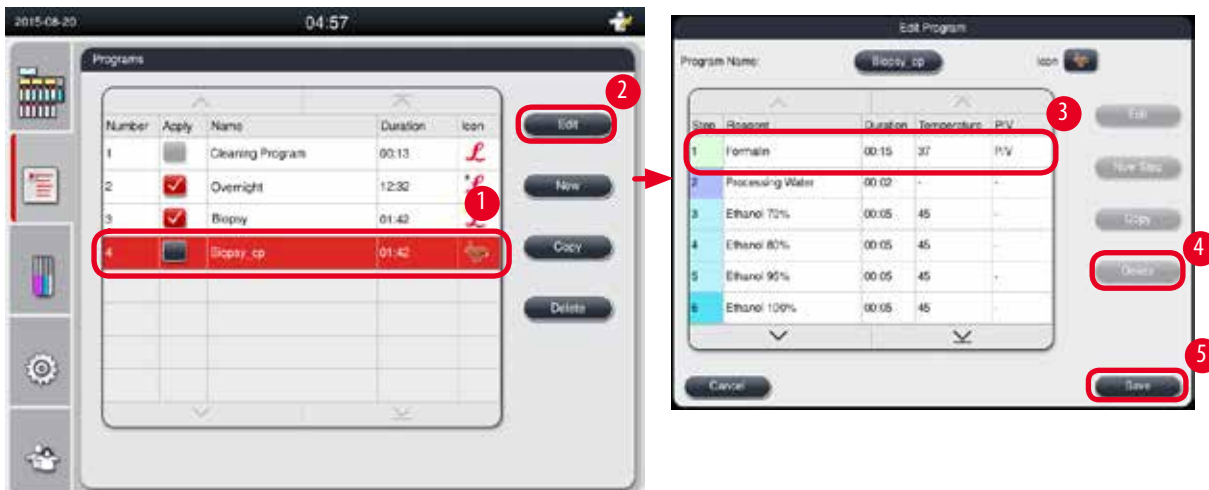 2015-08-20 04:57
Programs
Number Apply Name Duration Icon
1 Cleaning Program 00:13
2 Overnight 12:32
3 Biopsy 01:42
4 Biopsy_cp 01:42
Edit
New
Copy
Delete
1
2
Edit Program
Program Name: Biopsy_cp Icon
Step Reagent Duration Temperature P/V
1 Formalin 00:15 37 P/V
2 Processing Water 00:02 - -
3 Ethanol 70% 00:05 45 -
4 Ethanol 80% 00:05 45 -
5 Ethanol 95% 00:05 45 -
6 Ethanol 100% 00:05 45 -
Edit
New Step
Copy
Delete
Cancel
Save
3
4
5